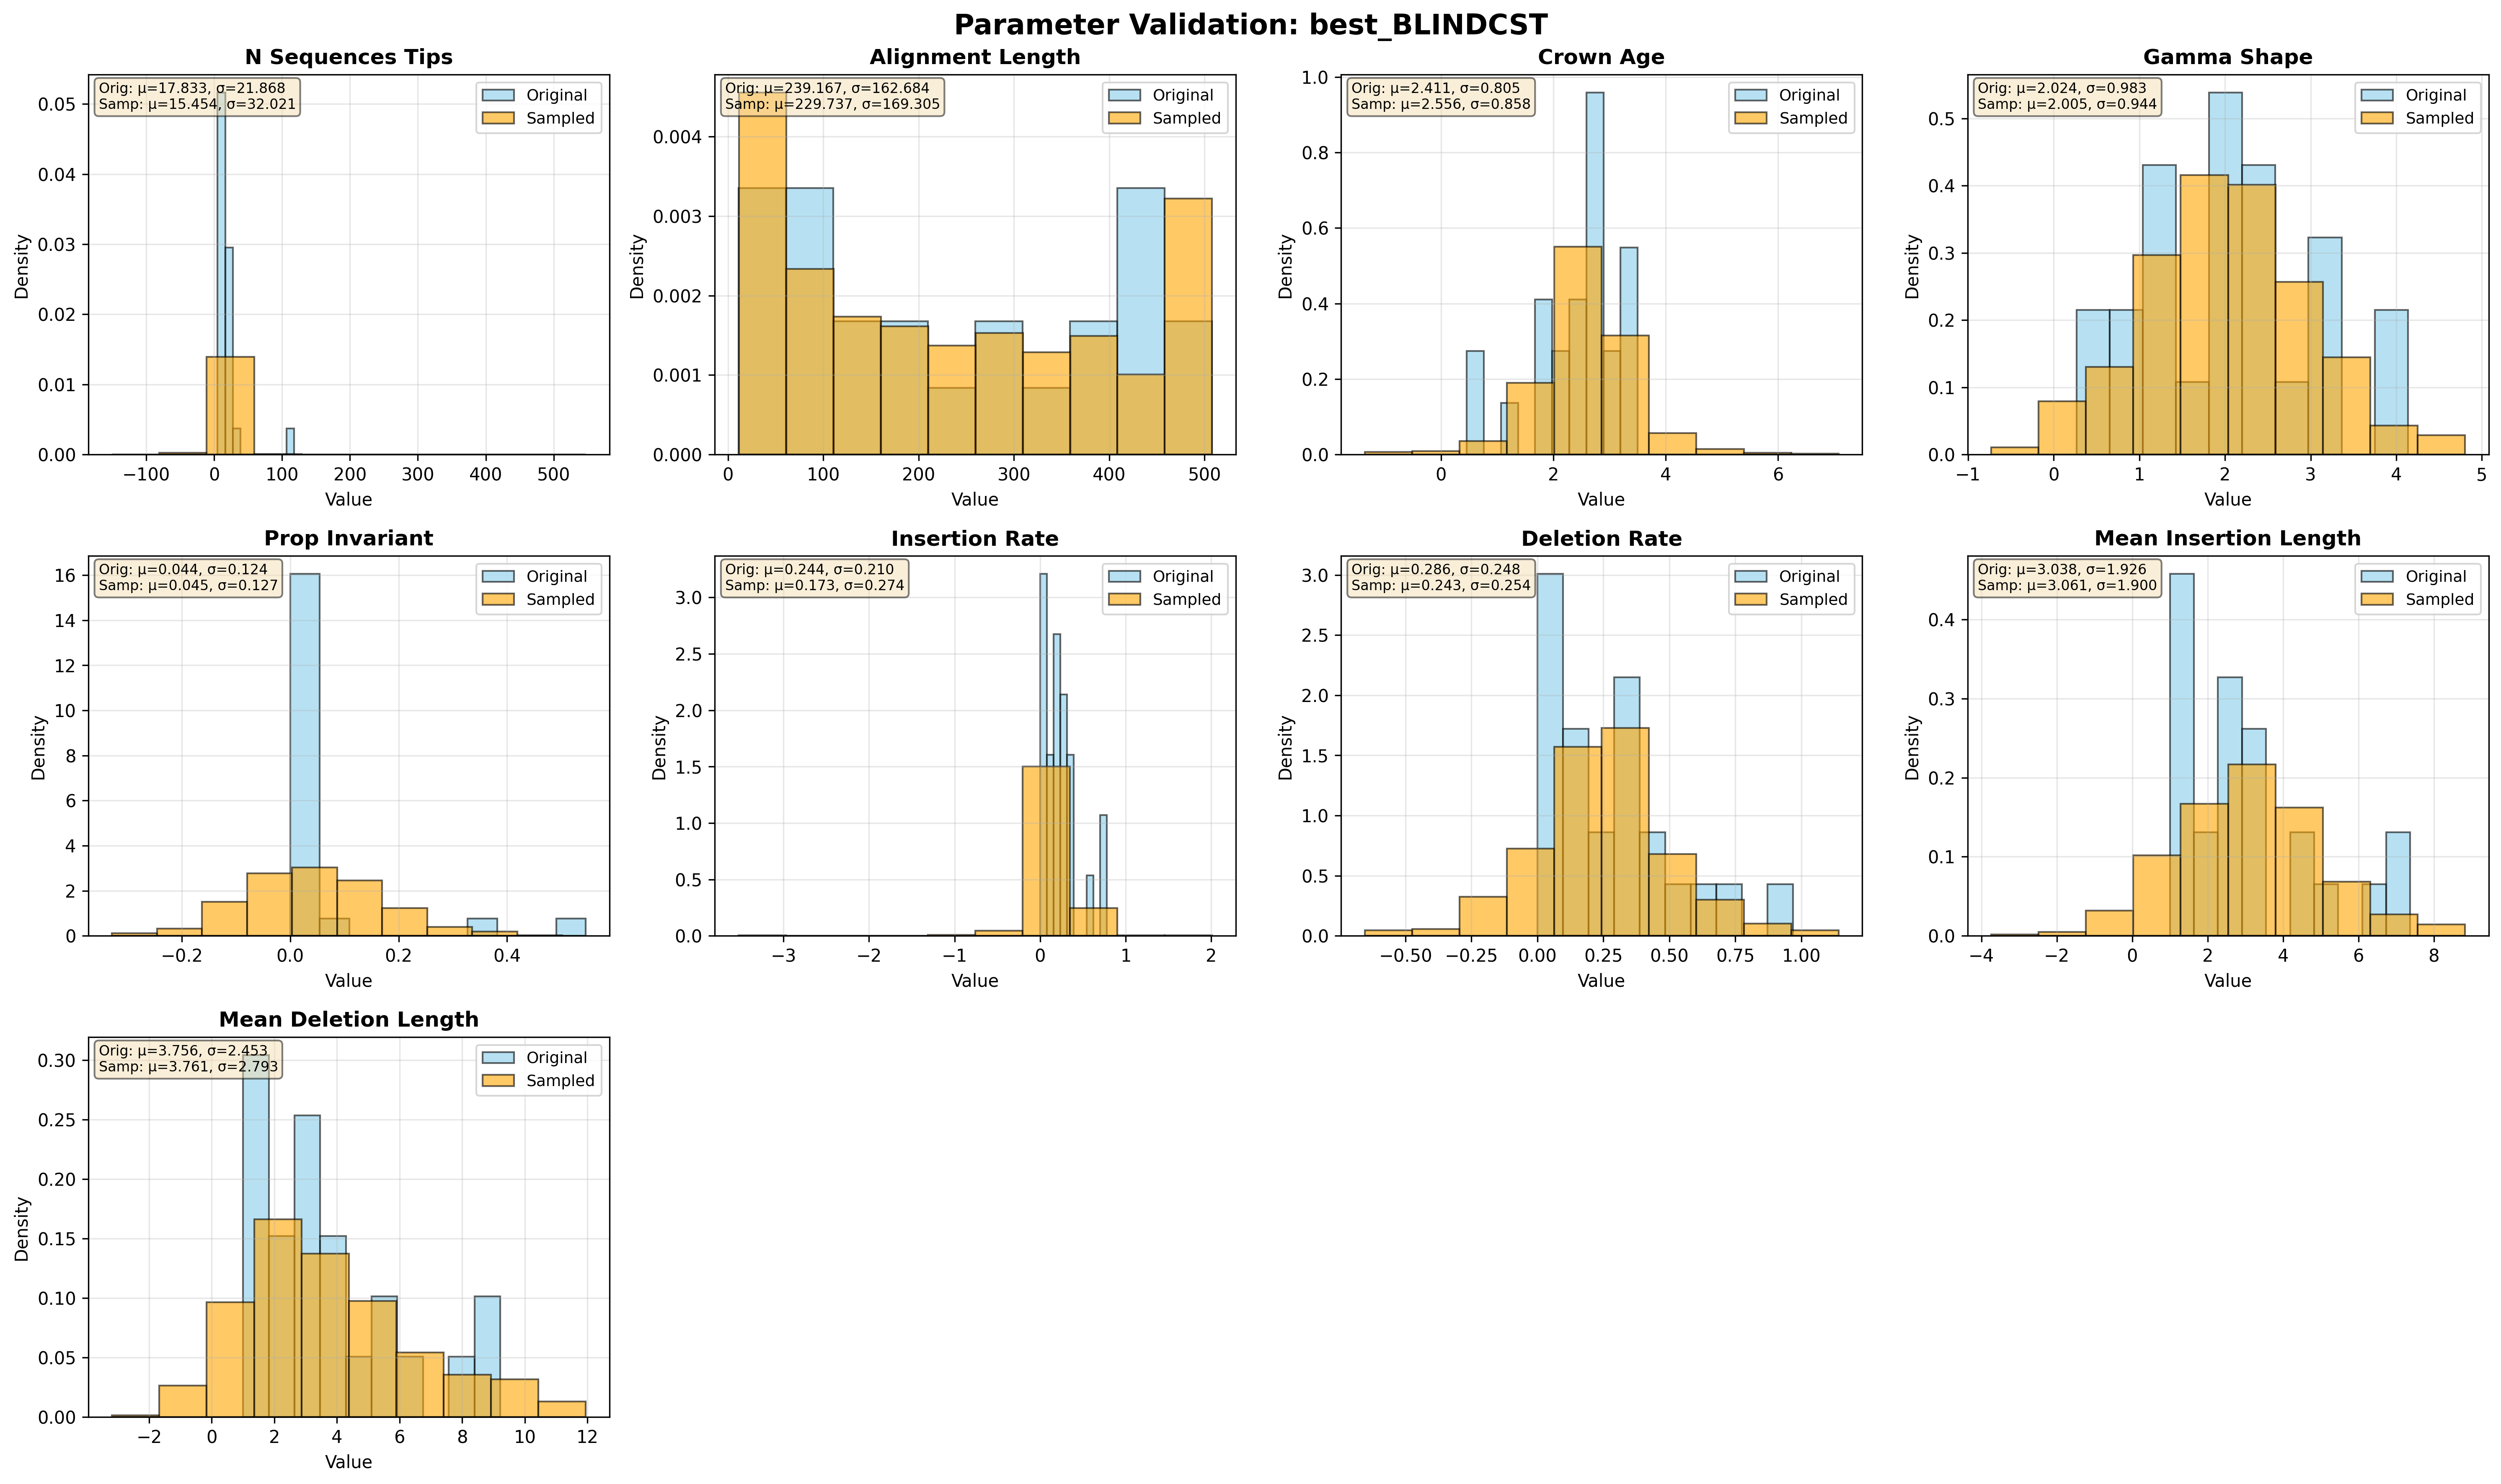 Parameter Validation: best_BLINDCST
N Sequences Tips
Orig: μ=17.833, σ=21.868
Samp: μ=15.454, σ=32.021
Original
Sampled
0.05
0.04
0.03
0.02
0.01
0.00
Density
−100 0 100 200 300 400 500
Value
Alignment Length
Orig: μ=239.167, σ=162.684
Samp: μ=229.737, σ=169.305
Original
Sampled
0.004
0.003
0.002
0.001
0.000
Density
0 100 200 300 400 500
Value
Crown Age
Orig: μ=2.411, σ=0.805
Samp: μ=2.556, σ=0.858
Original
Sampled
1.0
0.8
0.6
0.4
0.2
0.0
Density
0 2 4 6
Value
Gamma Shape
Orig: μ=2.024, σ=0.983
Samp: μ=2.005, σ=0.944
Original
Sampled
0.5
0.4
0.3
0.2
0.1
0.0
Density
−1 0 1 2 3 4 5
Value
Prop Invariant
Orig: μ=0.044, σ=0.124
Samp: μ=0.045, σ=0.127
Original
Sampled
16
14
12
10
8
6
4
2
0
Density
−0.2 0.0 0.2 0.4
Value
Insertion Rate
Orig: μ=0.244, σ=0.210
Samp: μ=0.173, σ=0.274
Original
Sampled
3.0
2.5
2.0
1.5
1.0
0.5
0.0
Density
−3 −2 −1 0 1 2
Value
Deletion Rate
Orig: μ=0.286, σ=0.248
Samp: μ=0.243, σ=0.254
Original
Sampled
3.0
2.5
2.0
1.5
1.0
0.5
0.0
Density
−0.50 −0.25 0.00 0.25 0.50 0.75 1.00
Value
Mean Insertion Length
Orig: μ=3.038, σ=1.926
Samp: μ=3.061, σ=1.900
Original
Sampled
0.4
0.3
0.2
0.1
0.0
Density
−4 −2 0 2 4 6 8
Value
Mean Deletion Length
Orig: μ=3.756, σ=2.453
Samp: μ=3.761, σ=2.793
Original
Sampled
0.30
0.25
0.20
0.15
0.10
0.05
0.00
Density
−2 0 2 4 6 8 10 12
Value